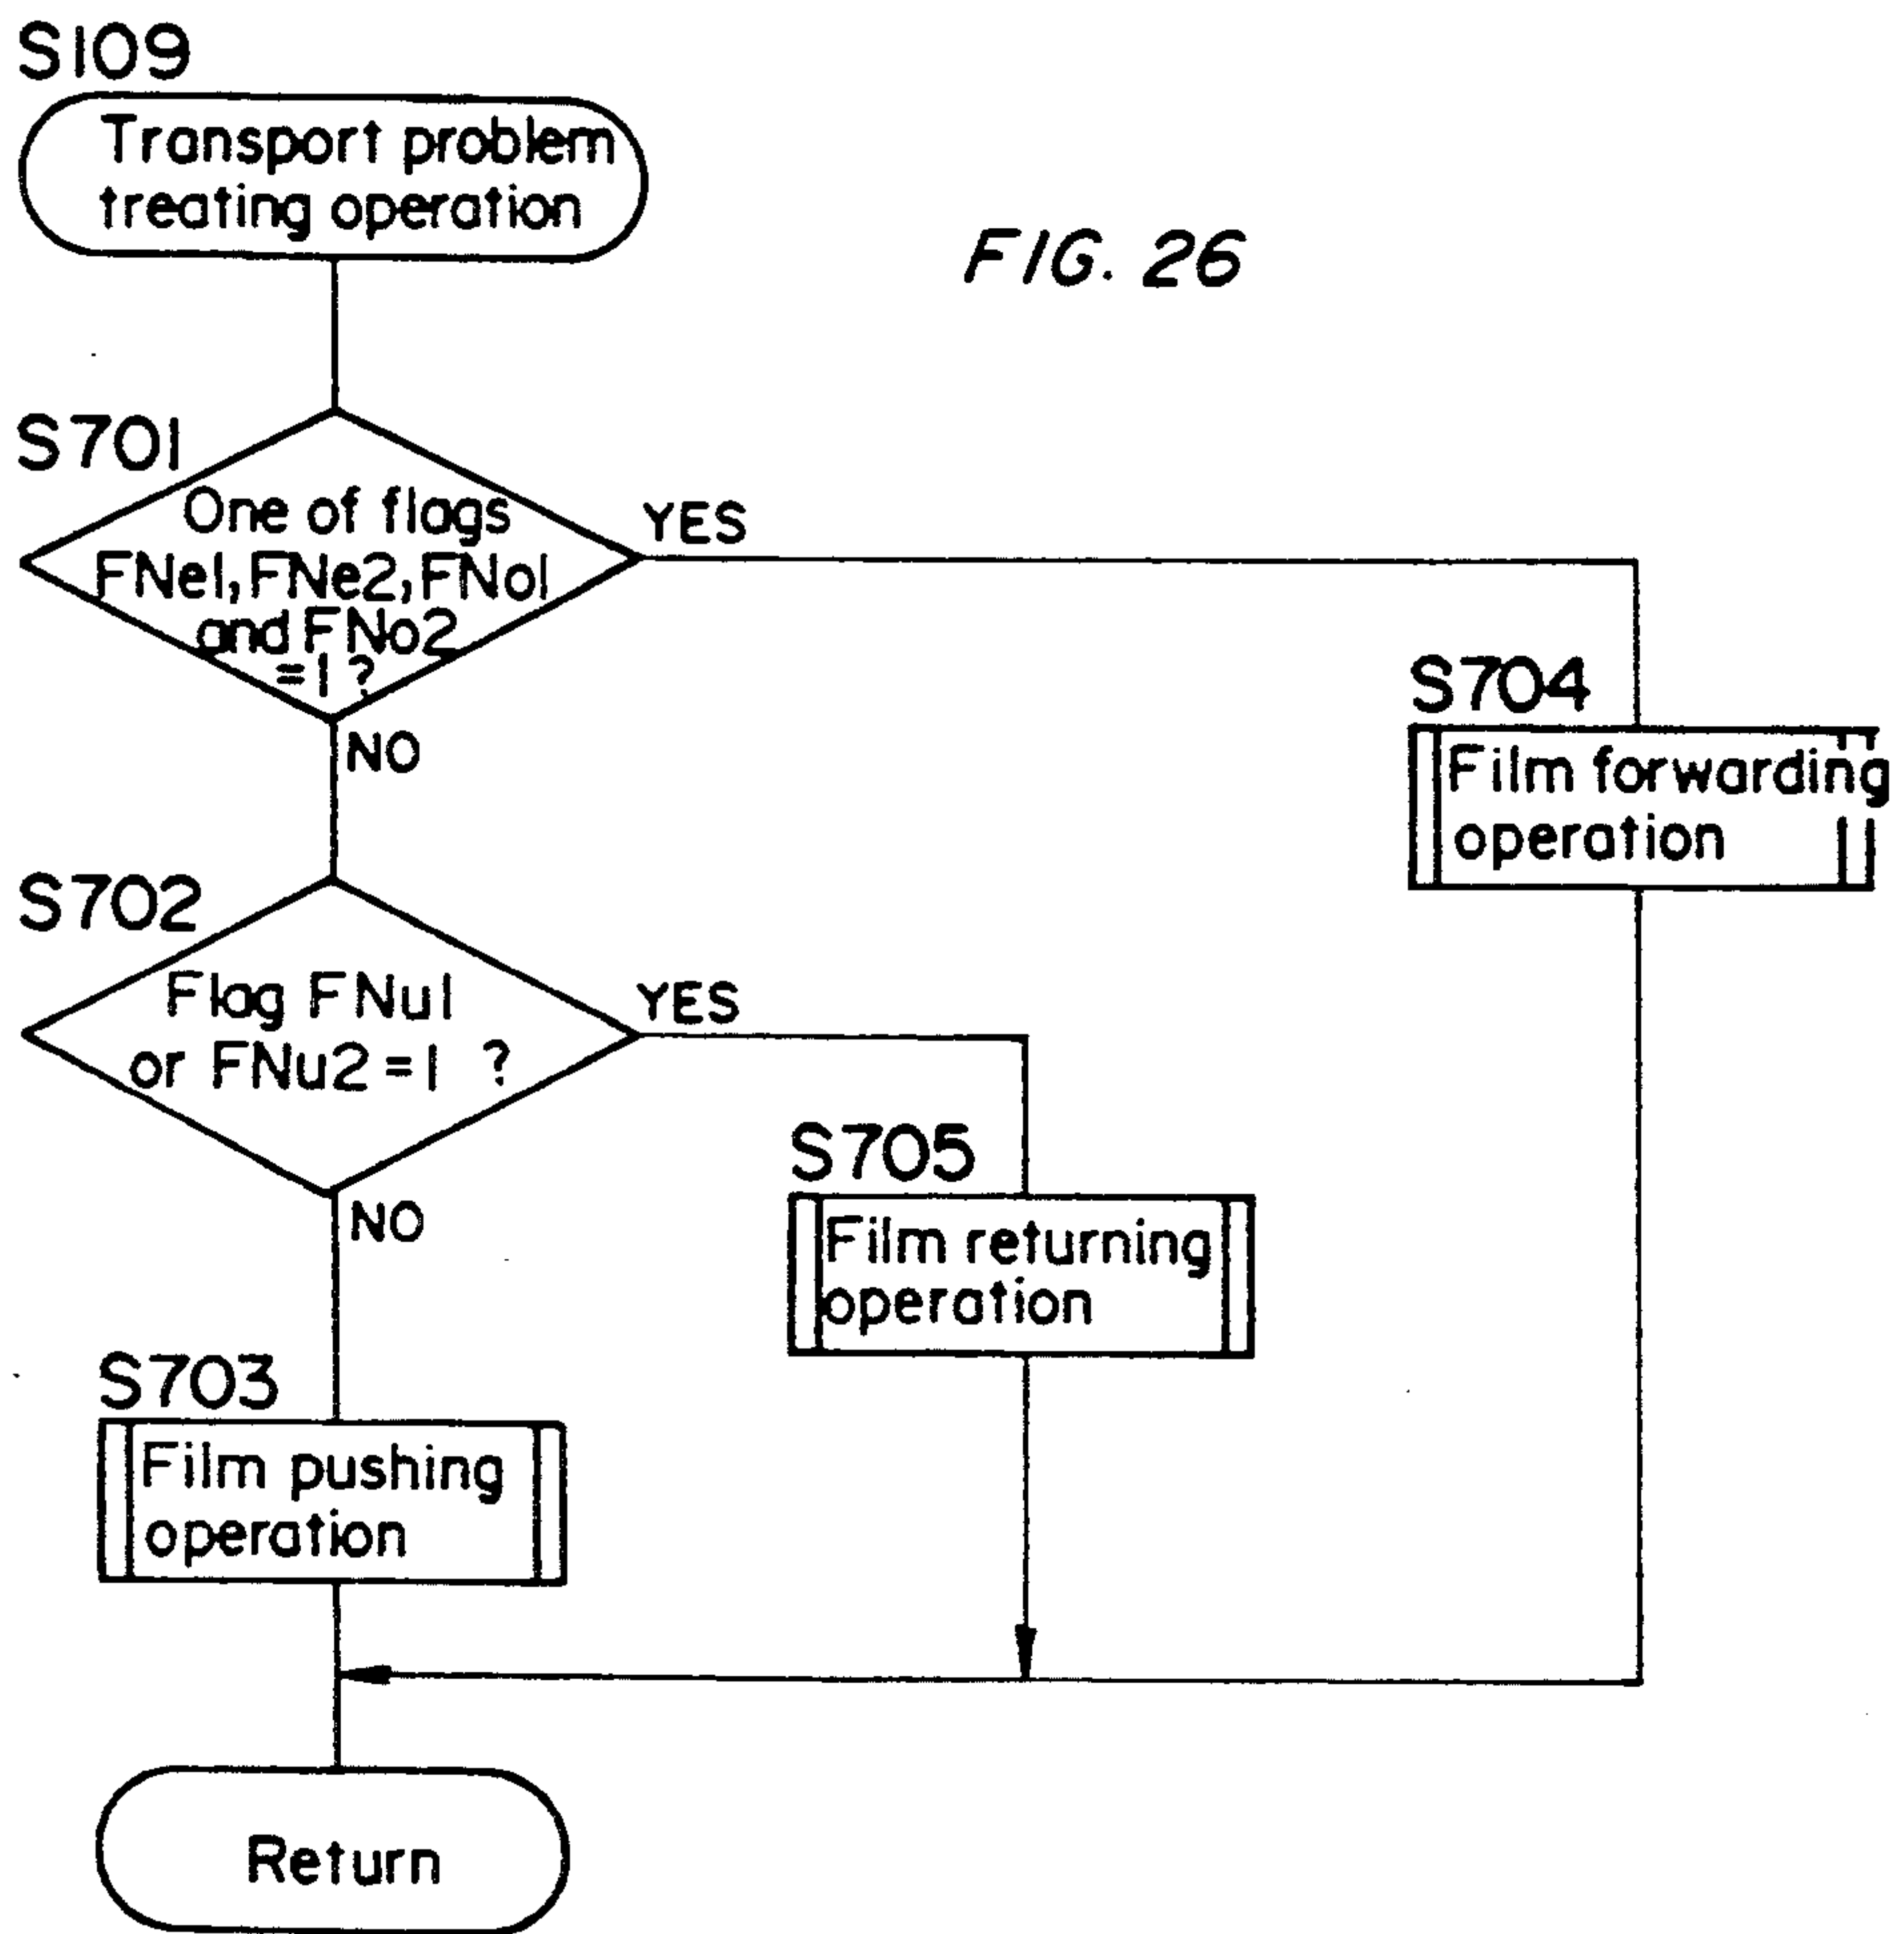 S109
Transport problem
treating operation
FIG. 26
S701
One of flags
FNe1, FNe2, FNo1
and FNo2
=1 ?
YES
NO
S704
Film forwarding
operation
S702
Flag FNu1
or FNu2=1 ?
YES
NO
S705
Film returning
operation
S703
Film pushing
operation
Return